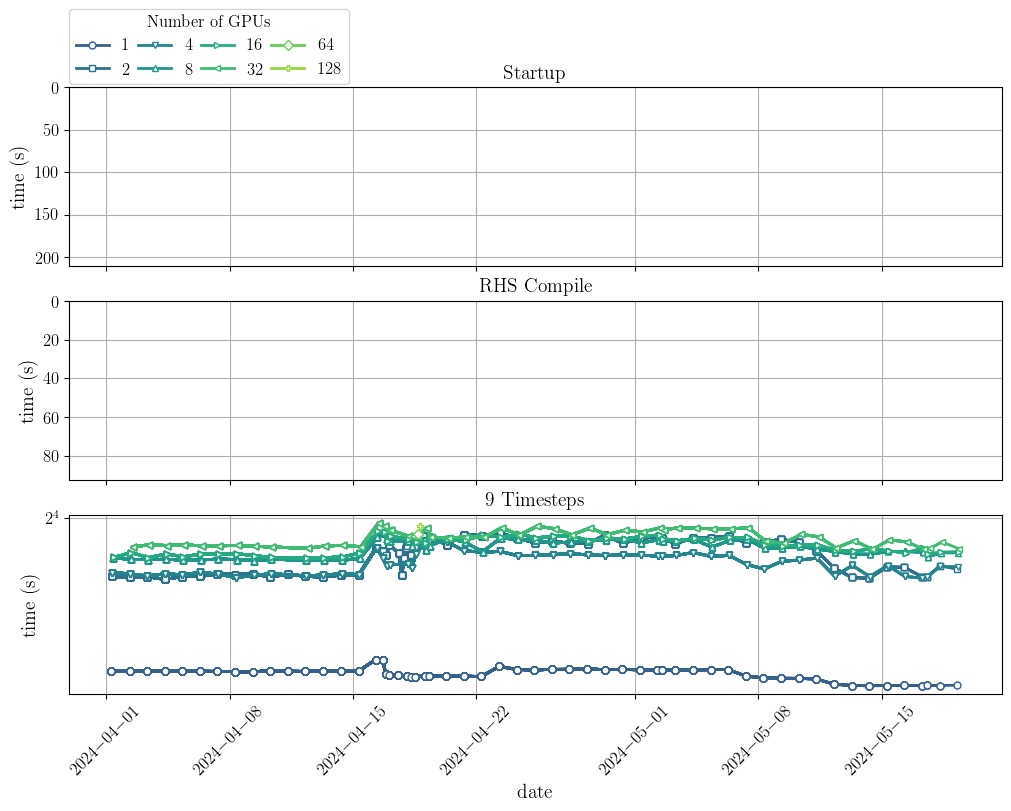 Number of GPUs
1 4 16 64
2 8 32 128
Startup
0
50
100
150
200
time (s)
RHS Compile
0
20
40
60
80
time (s)
9 Timesteps
2⁴
time (s)
2024−04−01
2024−04−08
2024−04−15
2024−04−22
2024−05−01
2024−05−08
2024−05−15
date